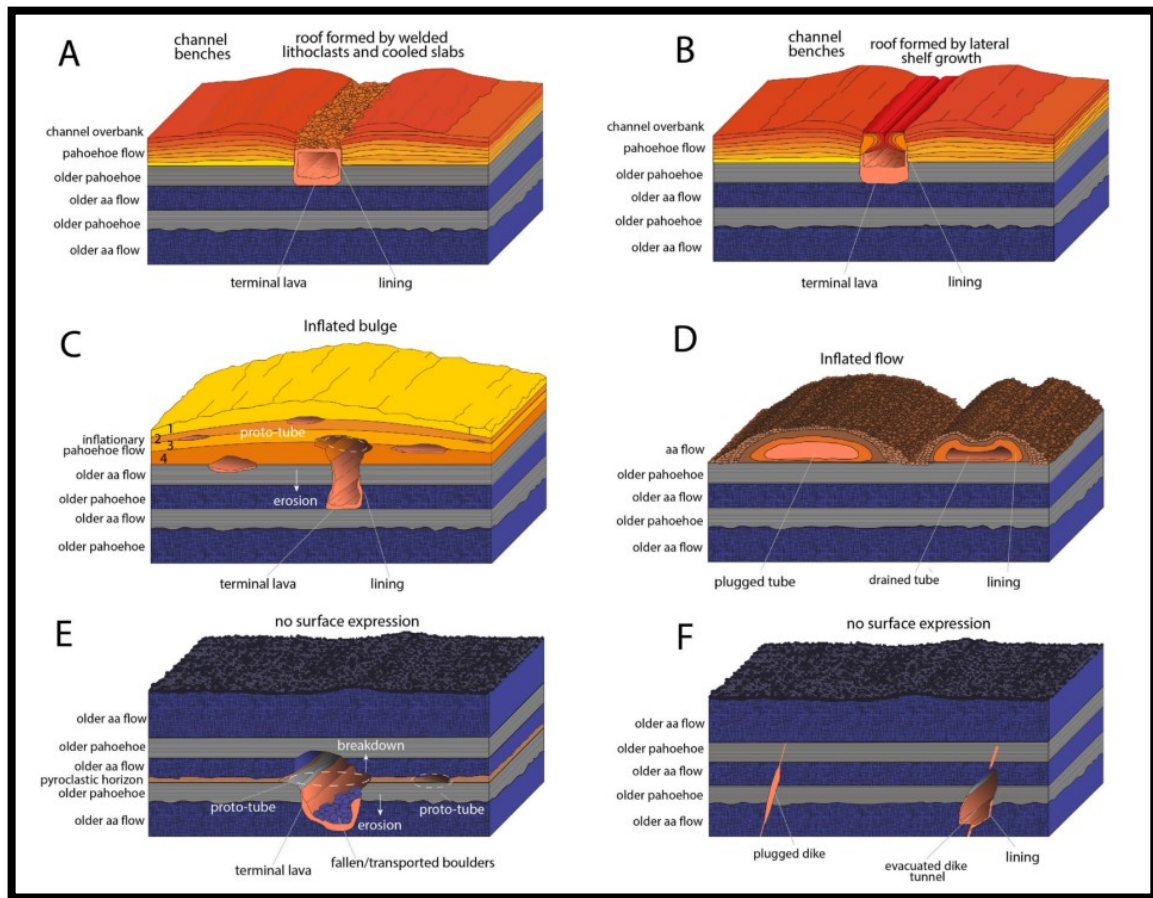 A
channel
benches
roof formed by welded
lithoclasts and cooled slabs
channel overbank
pahoehoe flow
older pahoehoe
older aa flow
older pahoehoe
older aa flow
terminal lava
lining
B
channel
benches
roof formed by lateral
shelf growth
channel overbank
pahoehoe flow
older pahoehoe
older aa flow
older pahoehoe
older aa flow
terminal lava
lining
C
Inflated bulge
1
2
3
4
proto-tube
inflationary
pahoehoe flow
older aa flow
older pahoehoe
older aa flow
older pahoehoe
erosion
terminal lava
lining
D
Inflated flow
aa flow
older pahoehoe
older aa flow
older pahoehoe
older aa flow
plugged tube
drained tube
lining
E
no surface expression
older aa flow
older pahoehoe
older aa flow
pyroclastic horizon
older pahoehoe
older aa flow
breakdown
proto-tube
proto-tube
erosion
terminal lava
fallen/transported boulders
F
no surface expression
older aa flow
older pahoehoe
older aa flow
older pahoehoe
older aa flow
plugged dike
evacuated dike
tunnel
lining